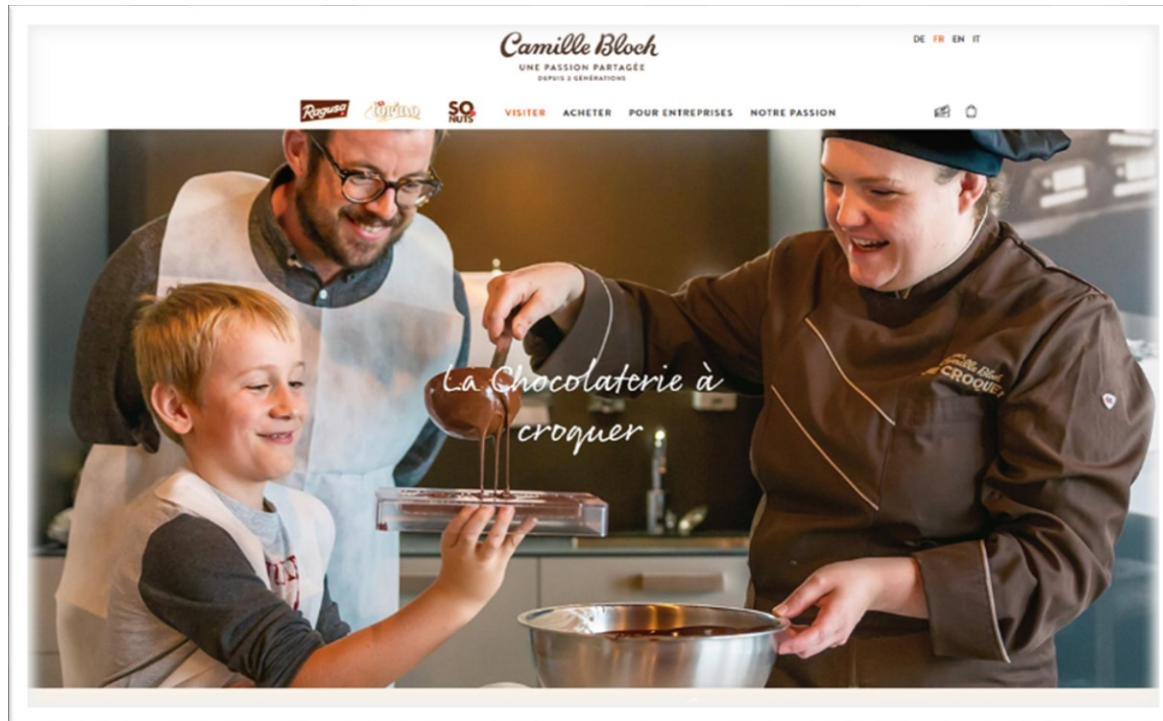 Camille Bloch
UNE PASSION PARTAGÉE
DEPUIS 3 GÉNÉRATIONS
DE FR EN IT
Ragusa Torino SO NUTS VISITER ACHETER POUR ENTREPRISES NOTRE PASSION
La Chocolaterie à
croquer
Camille Bloch
CROQUER